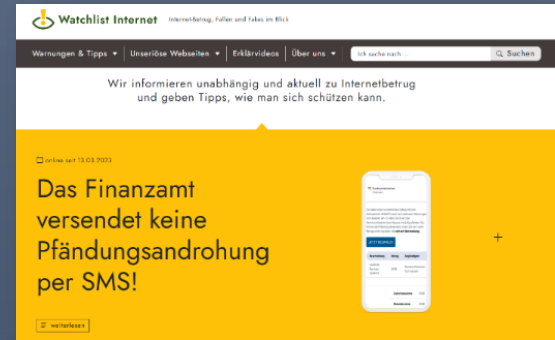 Watchlist Internet Internet-Betrug, Fallen und Fakes im Blick
Warnungen & Tipps Unseriöse Webseiten Erklärvideos Über uns Ich suche nach ... Suchen
Wir informieren unabhängig und aktuell zu Internetbetrug
und geben Tipps, wie man sich schützen kann.
online seit 13.03.2023
Das Finanzamt
versendet keine
Pfändungsandrohung
per SMS!
weiterlesen